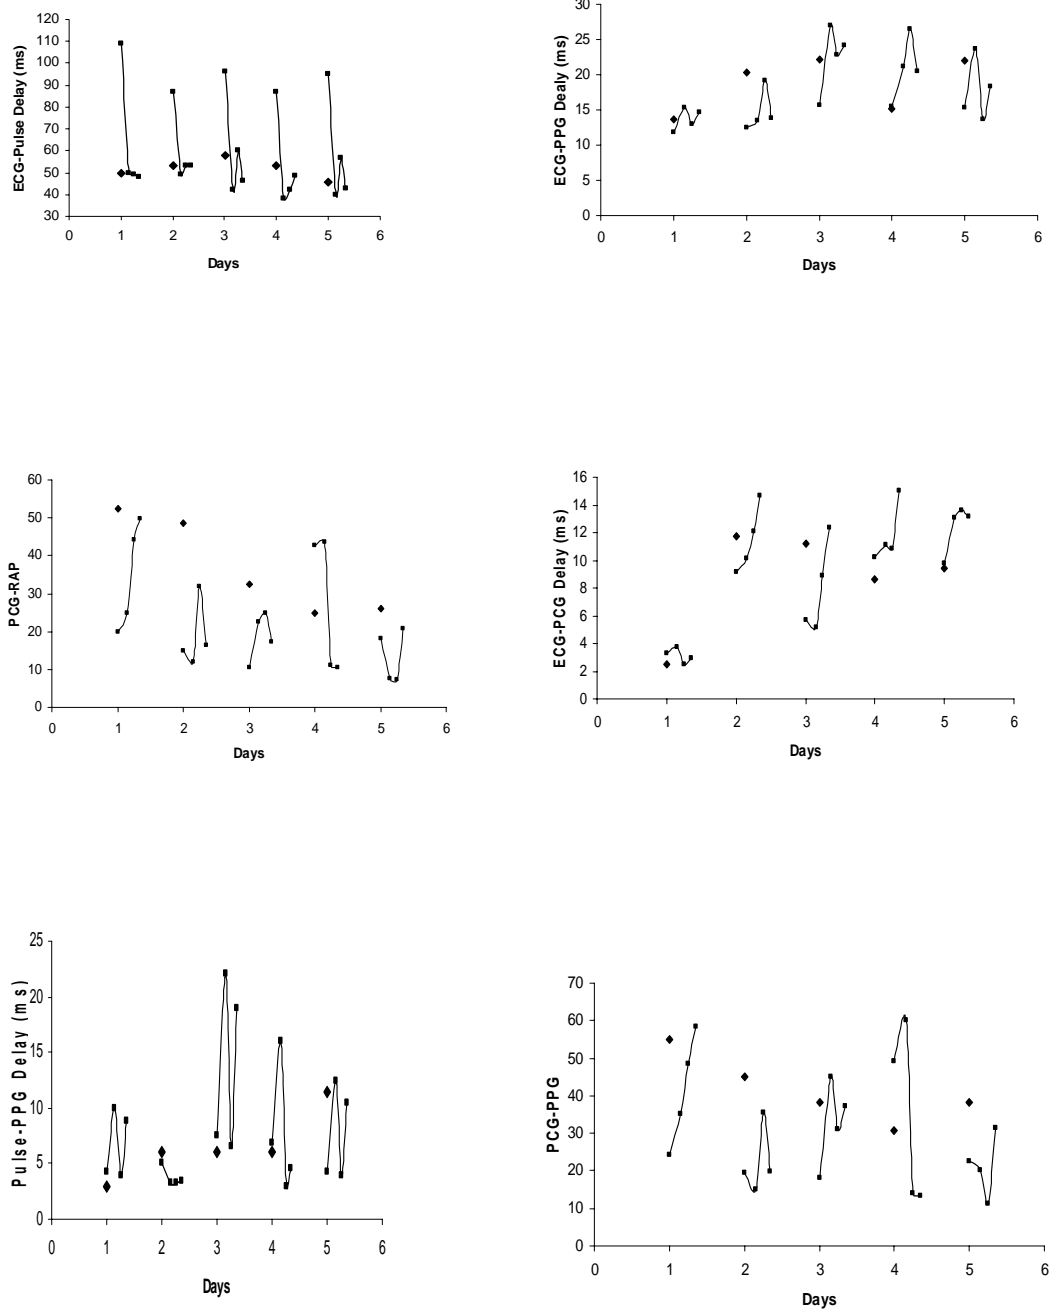 ECG-Pulse Delay (ms)
120
110
100
90
80
70
60
50
40
30
0 1 2 3 4 5 6
Days
ECG-PPG Dealy (ms)
30
25
20
15
10
5
0
0 1 2 3 4 5 6
Days
PCG-RAP
60
50
40
30
20
10
0
0 1 2 3 4 5 6
Days
ECG-PCG Delay (ms)
16
14
12
10
8
6
4
2
0
0 1 2 3 4 5 6
Days
Pulse-PPG Delay (ms)
25
20
15
10
5
0
0 1 2 3 4 5 6
Days
PCG-PPG
70
60
50
40
30
20
10
0
0 1 2 3 4 5 6
Days